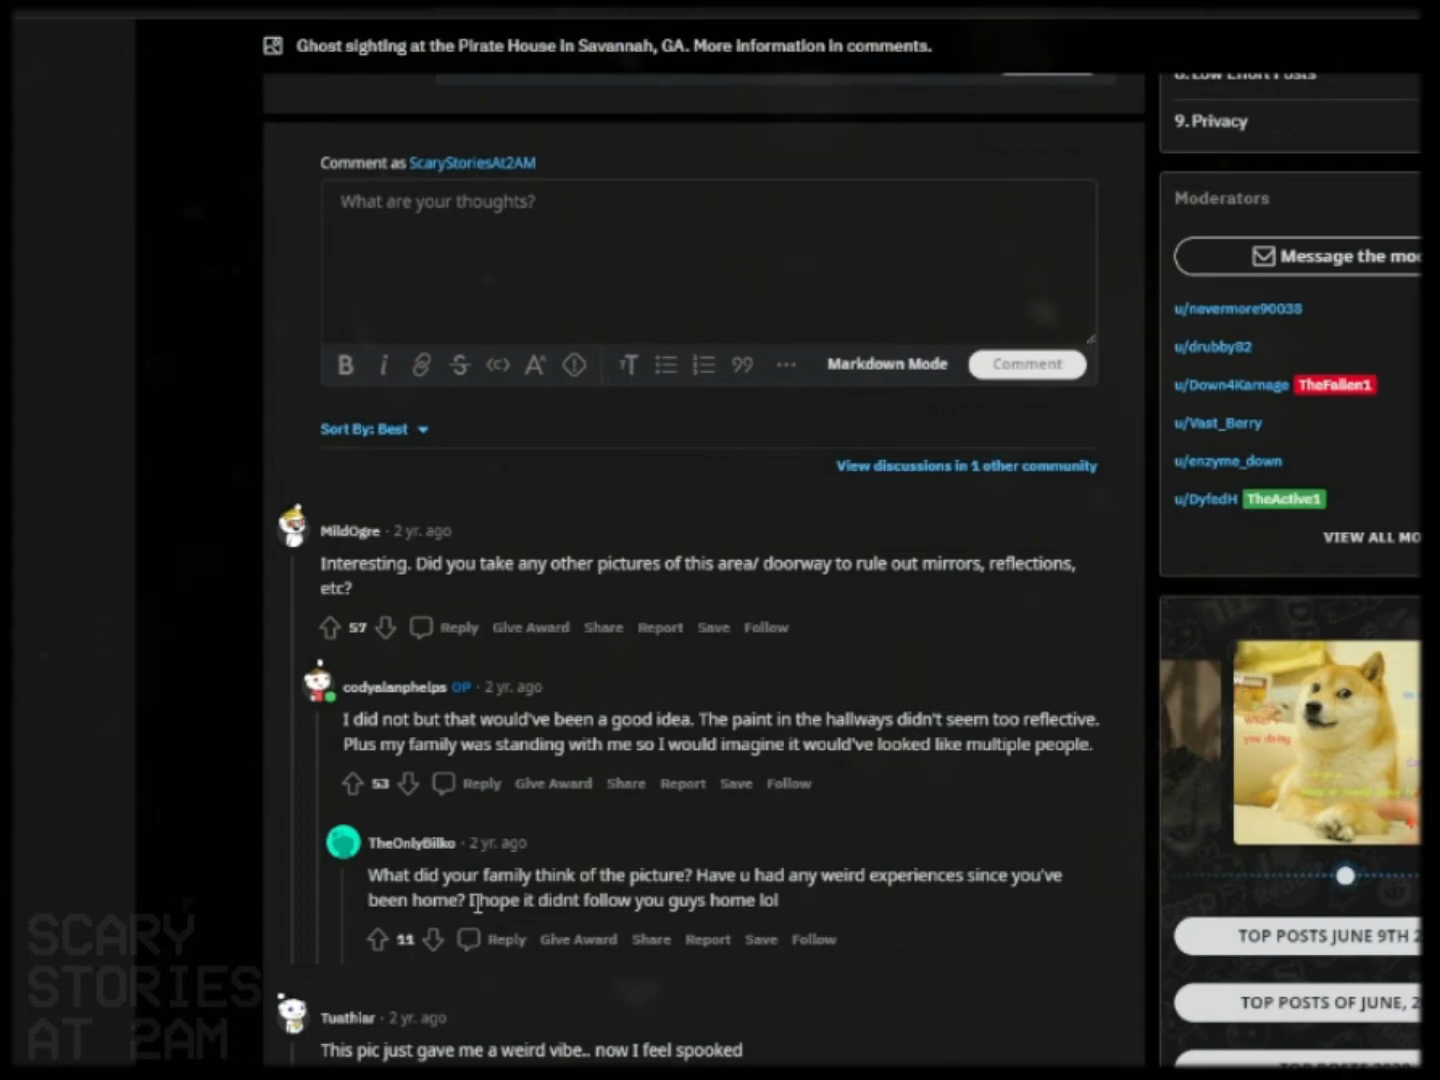 Ghost sighting at the Pirate House in Savannah, GA. More information in comments.
8. Low Effort Posts
9. Privacy
Comment as ScaryStoriesAt2AM
What are your thoughts?
Markdown Mode
Comment
Sort By: Best
View discussions in 1 other community
MildOgre · 2 yr. ago
Interesting. Did you take any other pictures of this area/ doorway to rule out mirrors, reflections,
etc?
57 Reply Give Award Share Report Save Follow
codyalanphelps OP · 2 yr. ago
I did not but that would've been a good idea. The paint in the hallways didn't seem too reflective.
Plus my family was standing with me so I would imagine it would've looked like multiple people.
53 Reply Give Award Share Report Save Follow
TheOnlyBilko · 2 yr. ago
What did your family think of the picture? Have u had any weird experiences since you've
been home? I hope it didnt follow you guys home lol
11 Reply Give Award Share Report Save Follow
Tuathiar · 2 yr. ago
This pic just gave me a weird vibe.. now I feel spooked
Moderators
Message the mo
u/nevermore90038
u/drubby82
u/Down4Karnage TheFallen1
u/Vast_Berry
u/enzyme_down
u/DyfedH TheActive1
VIEW ALL MO
you doing
TOP POSTS JUNE 9TH 2
TOP POSTS OF JUNE, 2
SCARY
STORIES
AT 2AM